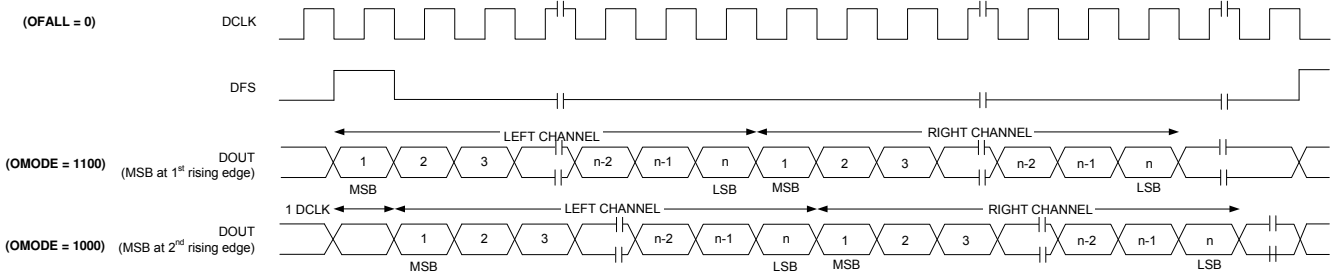 (OFALL = 0) DCLK
DFS
LEFT CHANNEL RIGHT CHANNEL
(OMODE = 1100) DOUT 1 2 3 n-2 n-1 n 1 2 3 n-2 n-1 n
(MSB at 1st rising edge)
MSB LSB MSB LSB
1 DCLK LEFT CHANNEL RIGHT CHANNEL
(OMODE = 1000) DOUT 1 2 3 n-2 n-1 n 1 2 3 n-2 n-1 n
(MSB at 2nd rising edge)
MSB LSB MSB LSB